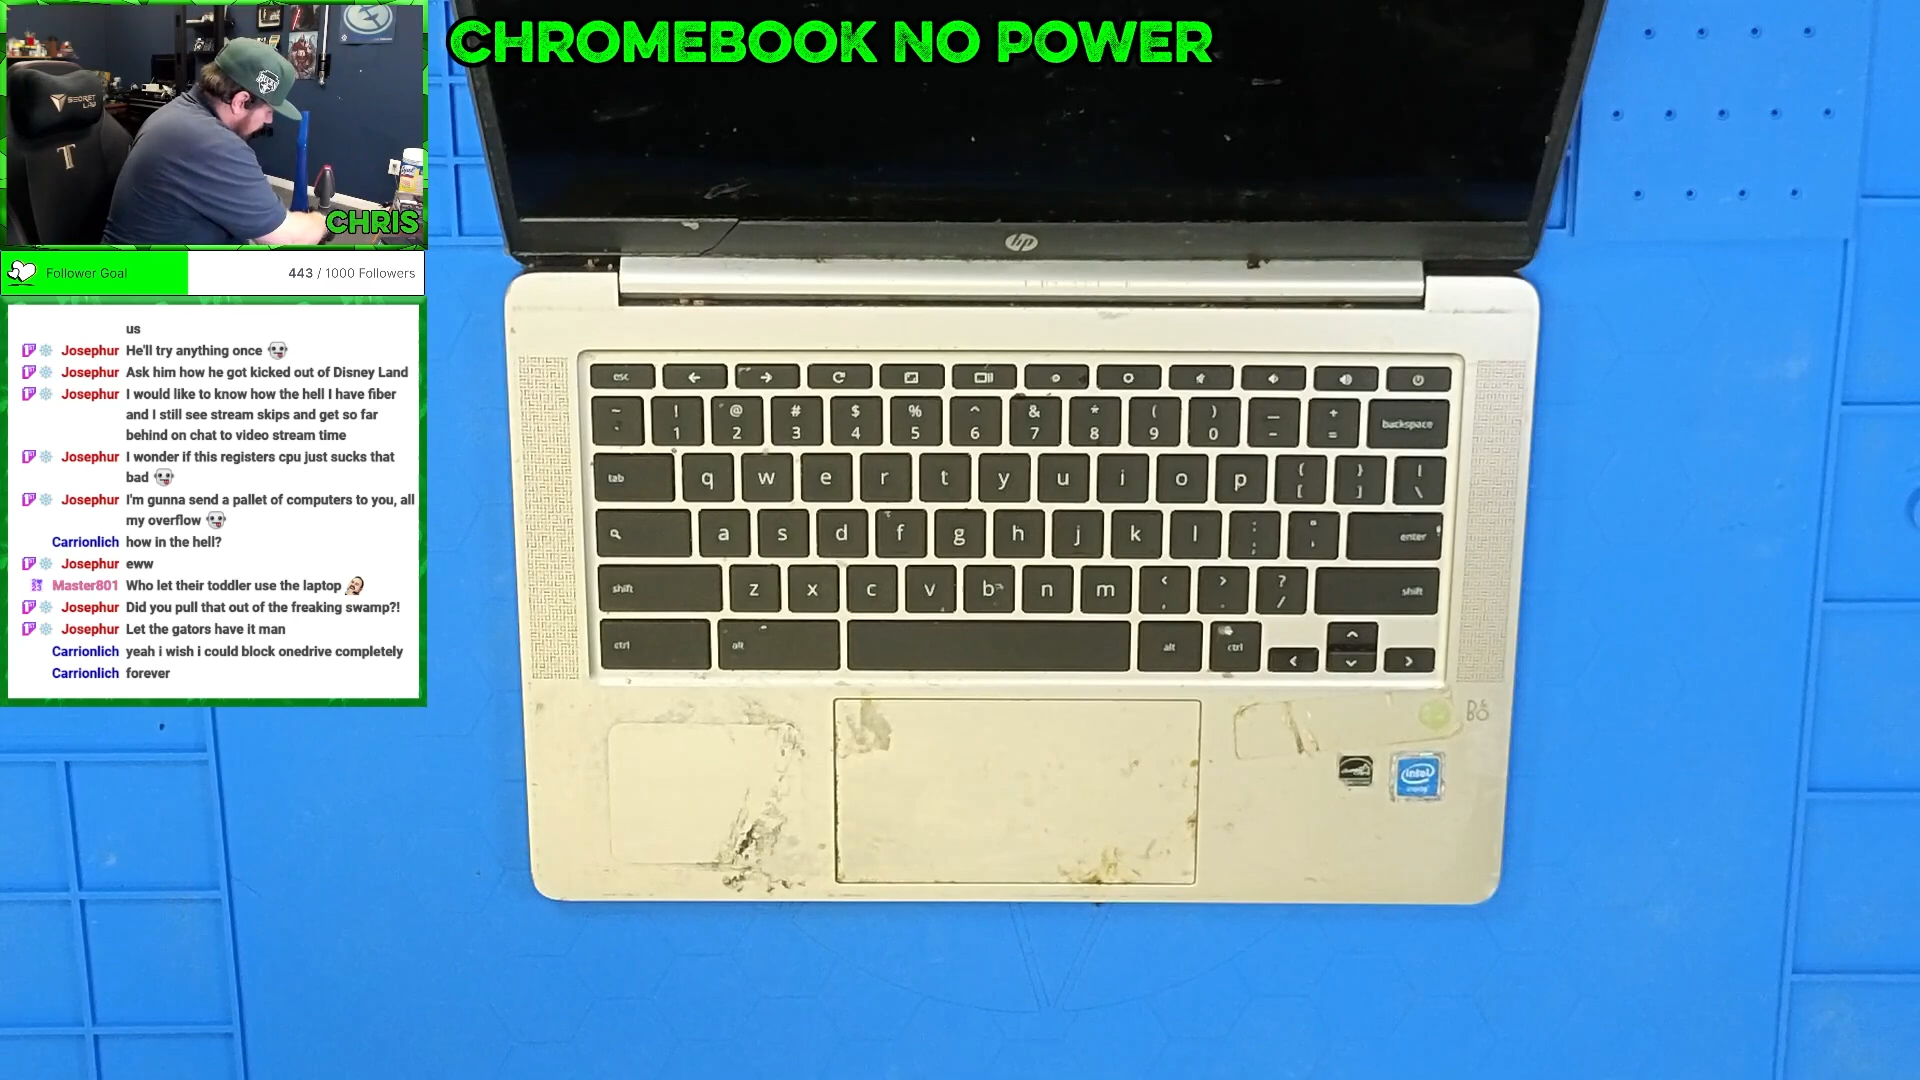 CHROMEBOOK NO POWER
SECRET
LAB
CHRIS
Follower Goal
443 / 1000 Followers
us
Josephur He'll try anything once
Josephur Ask him how he got kicked out of Disney Land
Josephur I would like to know how the hell I have fiber
and I still see stream skips and get so far
behind on chat to video stream time
Josephur I wonder if this registers cpu just sucks that
bad
Josephur I'm gunna send a pallet of computers to you, all
my overflow
Carrionlich how in the hell?
Josephur eww
Master801 Who let their toddler use the laptop
Josephur Did you pull that out of the freaking swamp?!
Josephur Let the gators have it man
Carrionlich yeah i wish i could block onedrive completely
Carrionlich forever
hp
esc
~ ! @ # $ % ^ & * ( ) — +
` 1 2 3 4 5 6 7 8 9 0 - = backspace
tab q w e r t y u i o p { [ } ] | \
a s d f g h j k l : ; " ' enter
shift z x c v b n m < , > . ? / shift
ctrl alt alt ctrl
B&O
intel
inside